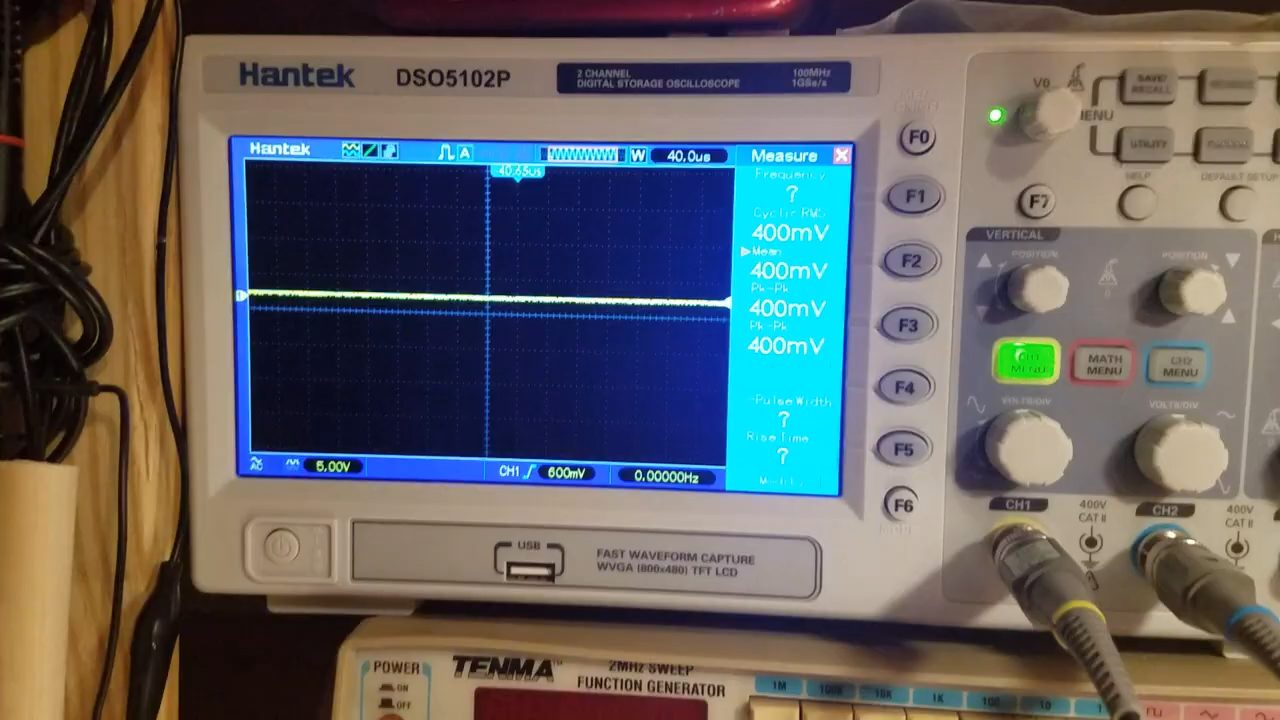 Hantek DSO5102P
2 CHANNEL
DIGITAL STORAGE OSCILLOSCOPE
100MHz
1GSa/s
F0
Hantek
A
W
40.0us
Measure
40.65us
Frequency
?
Cyclic RMS
400mV
Mean
400mV
Pk-Pk
400mV
Pk-Pk
400mV
-Pulse Width
?
Rise Time
?
AC
5.00V
CH1
600mV
0.00000Hz
F1
F2
F3
F4
F5
F6
V0
MENU
SAVE/
RECALL
UTILITY
HELP
DEFAULT SETUP
F7
VERTICAL
POSITION
POSITION
0
CH1
MENU
MATH
MENU
CH2
MENU
VOLTS/DIV
VOLTS/DIV
CH1
400V
CAT II
CH2
400V
CAT II
USB
FAST WAVEFORM CAPTURE
WVGA (800x480) TFT LCD
POWER
ON
OFF
TENMA
2MHz SWEEP
FUNCTION GENERATOR
1M
100K
10K
1K
100
10
1